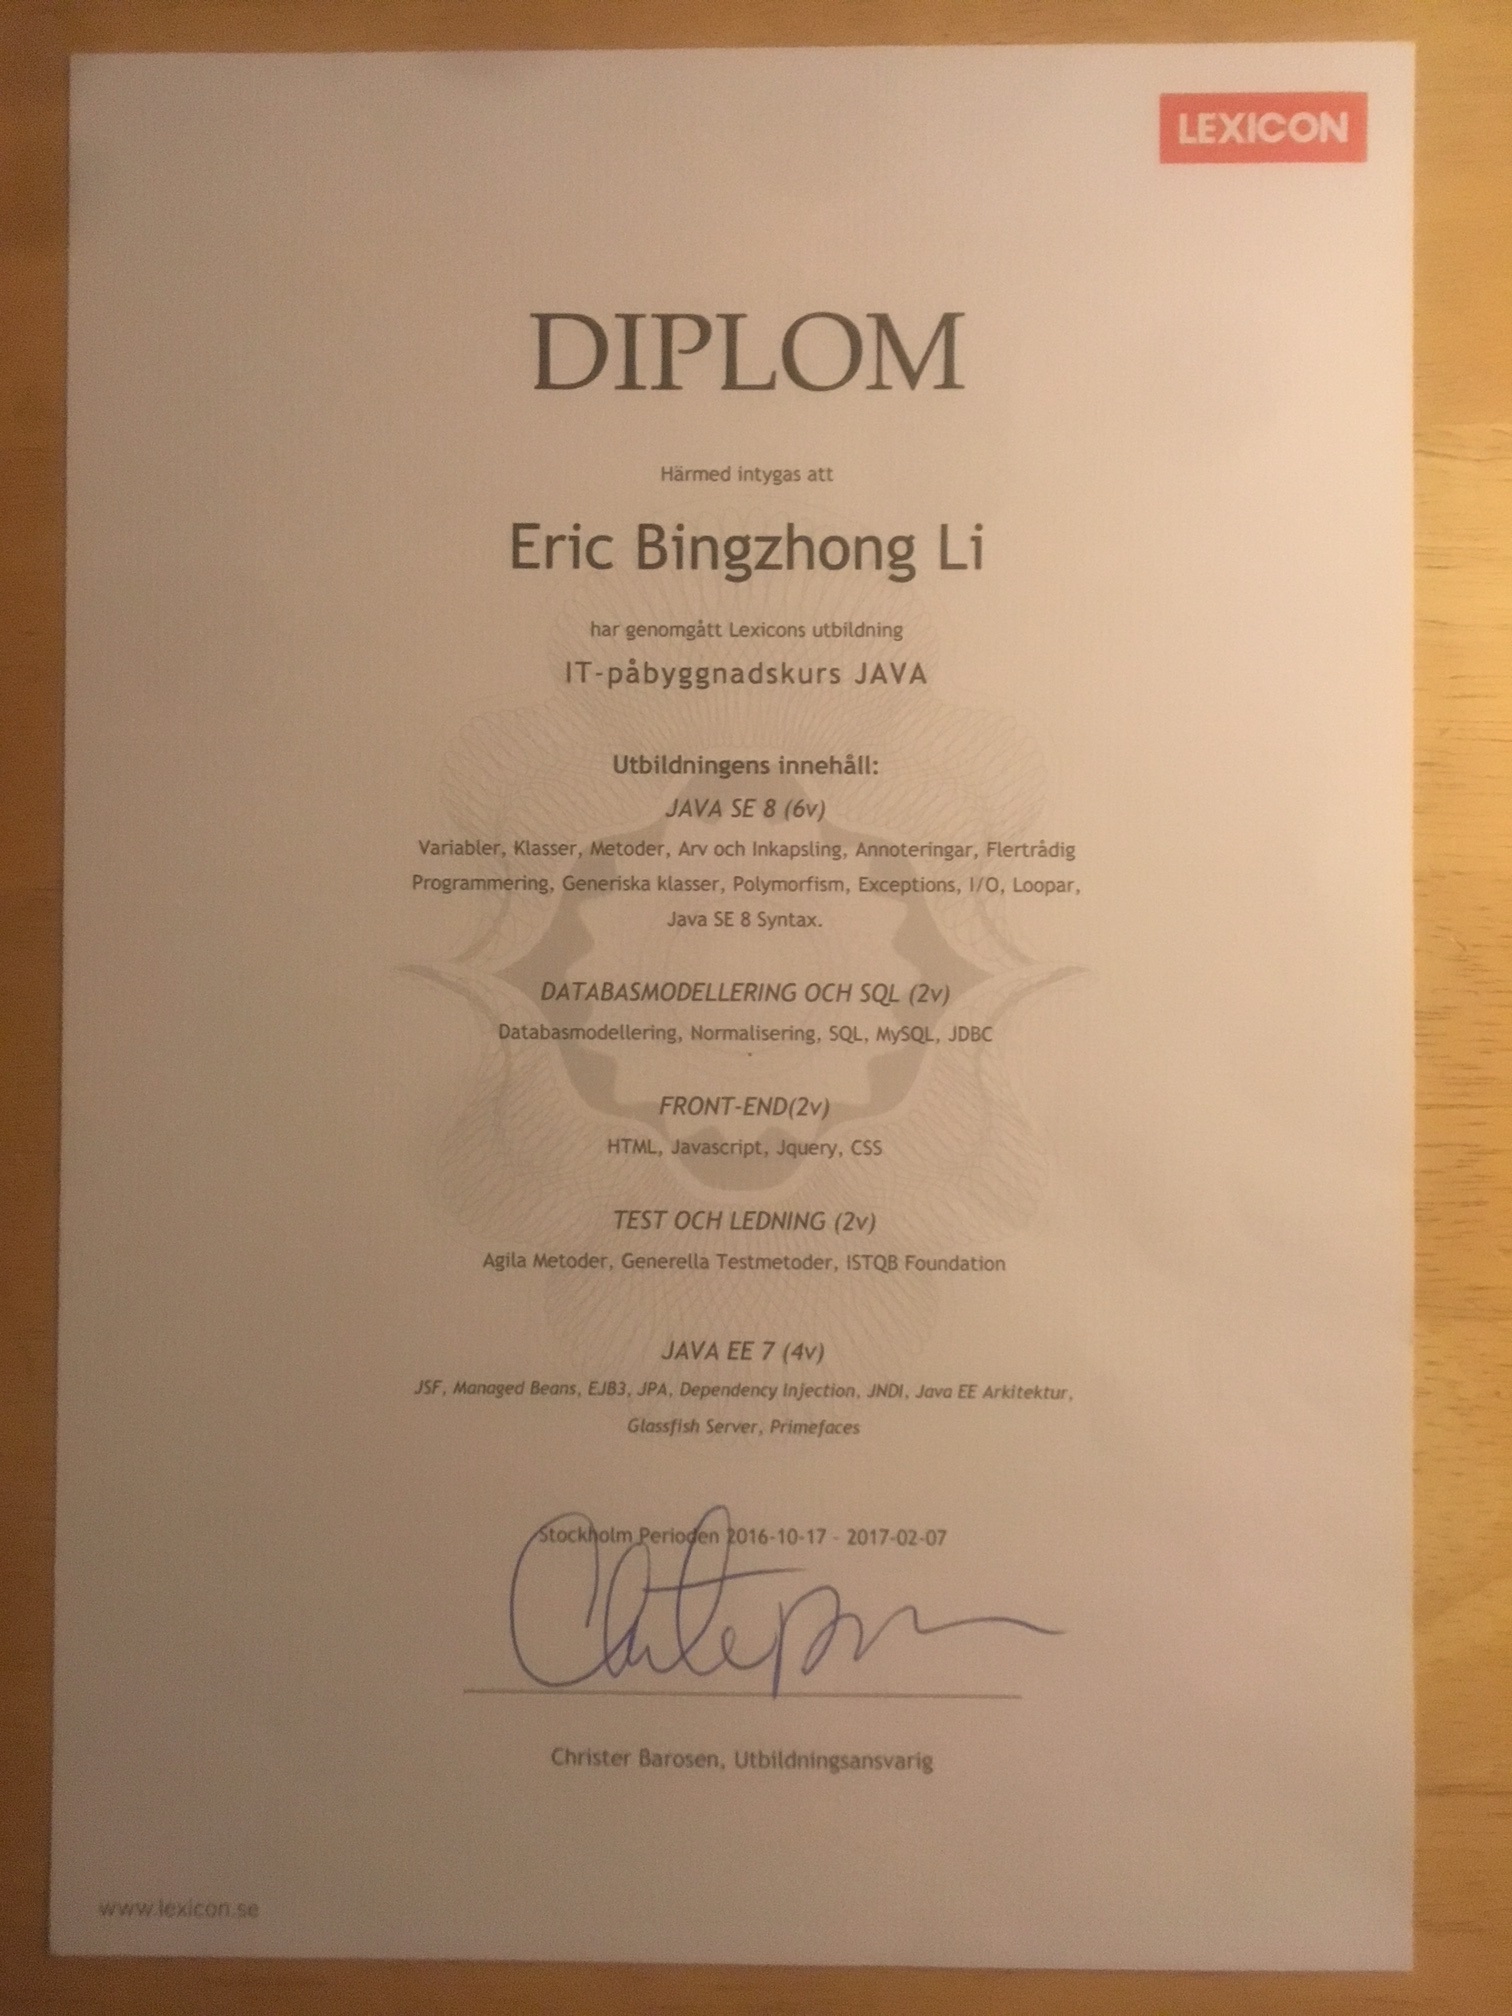 LEXICON
DIPLOM
Härmed intygas att
Eric Bingzhong Li
har genomgått Lexicons utbildning
IT-påbyggnadskurs JAVA
Utbildningens innehåll:
JAVA SE 8 (6v)
Variabler, Klasser, Metoder, Arv och Inkapsling, Annoteringar, Flertrådig
Programmering, Generiska klasser, Polymorfism, Exceptions, I/O, Loopar,
Java SE 8 Syntax.
DATABASMODELLERING OCH SQL (2v)
Databasmodellering, Normalisering, SQL, MySQL, JDBC
FRONT-END(2v)
HTML, Javascript, Jquery, CSS
TEST OCH LEDNING (2v)
Agila Metoder, Generella Testmetoder, ISTQB Foundation
JAVA EE 7 (4v)
JSF, Managed Beans, EJB3, JPA, Dependency Injection, JNDI, Java EE Arkitektur,
Glassfish Server, Primefaces
Stockholm Perioden 2016-10-17 - 2017-02-07
Christer Barosen, Utbildningsansvarig
www.lexicon.se